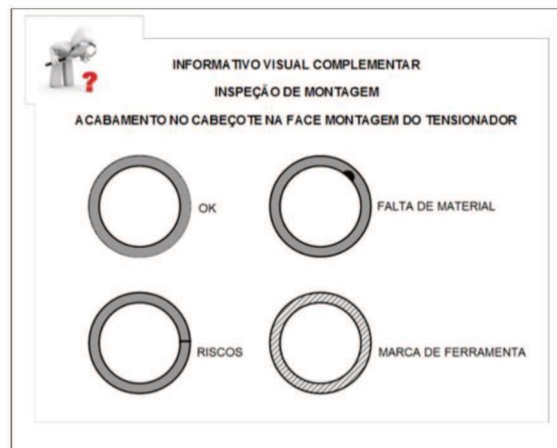 INFORMATIVO VISUAL COMPLEMENTAR
INSPEÇÃO DE MONTAGEM
ACABAMENTO NO CABEÇOTE NA FACE MONTAGEM DO TENSIONADOR
OK
FALTA DE MATERIAL
RISCOS
MARCA DE FERRAMENTA